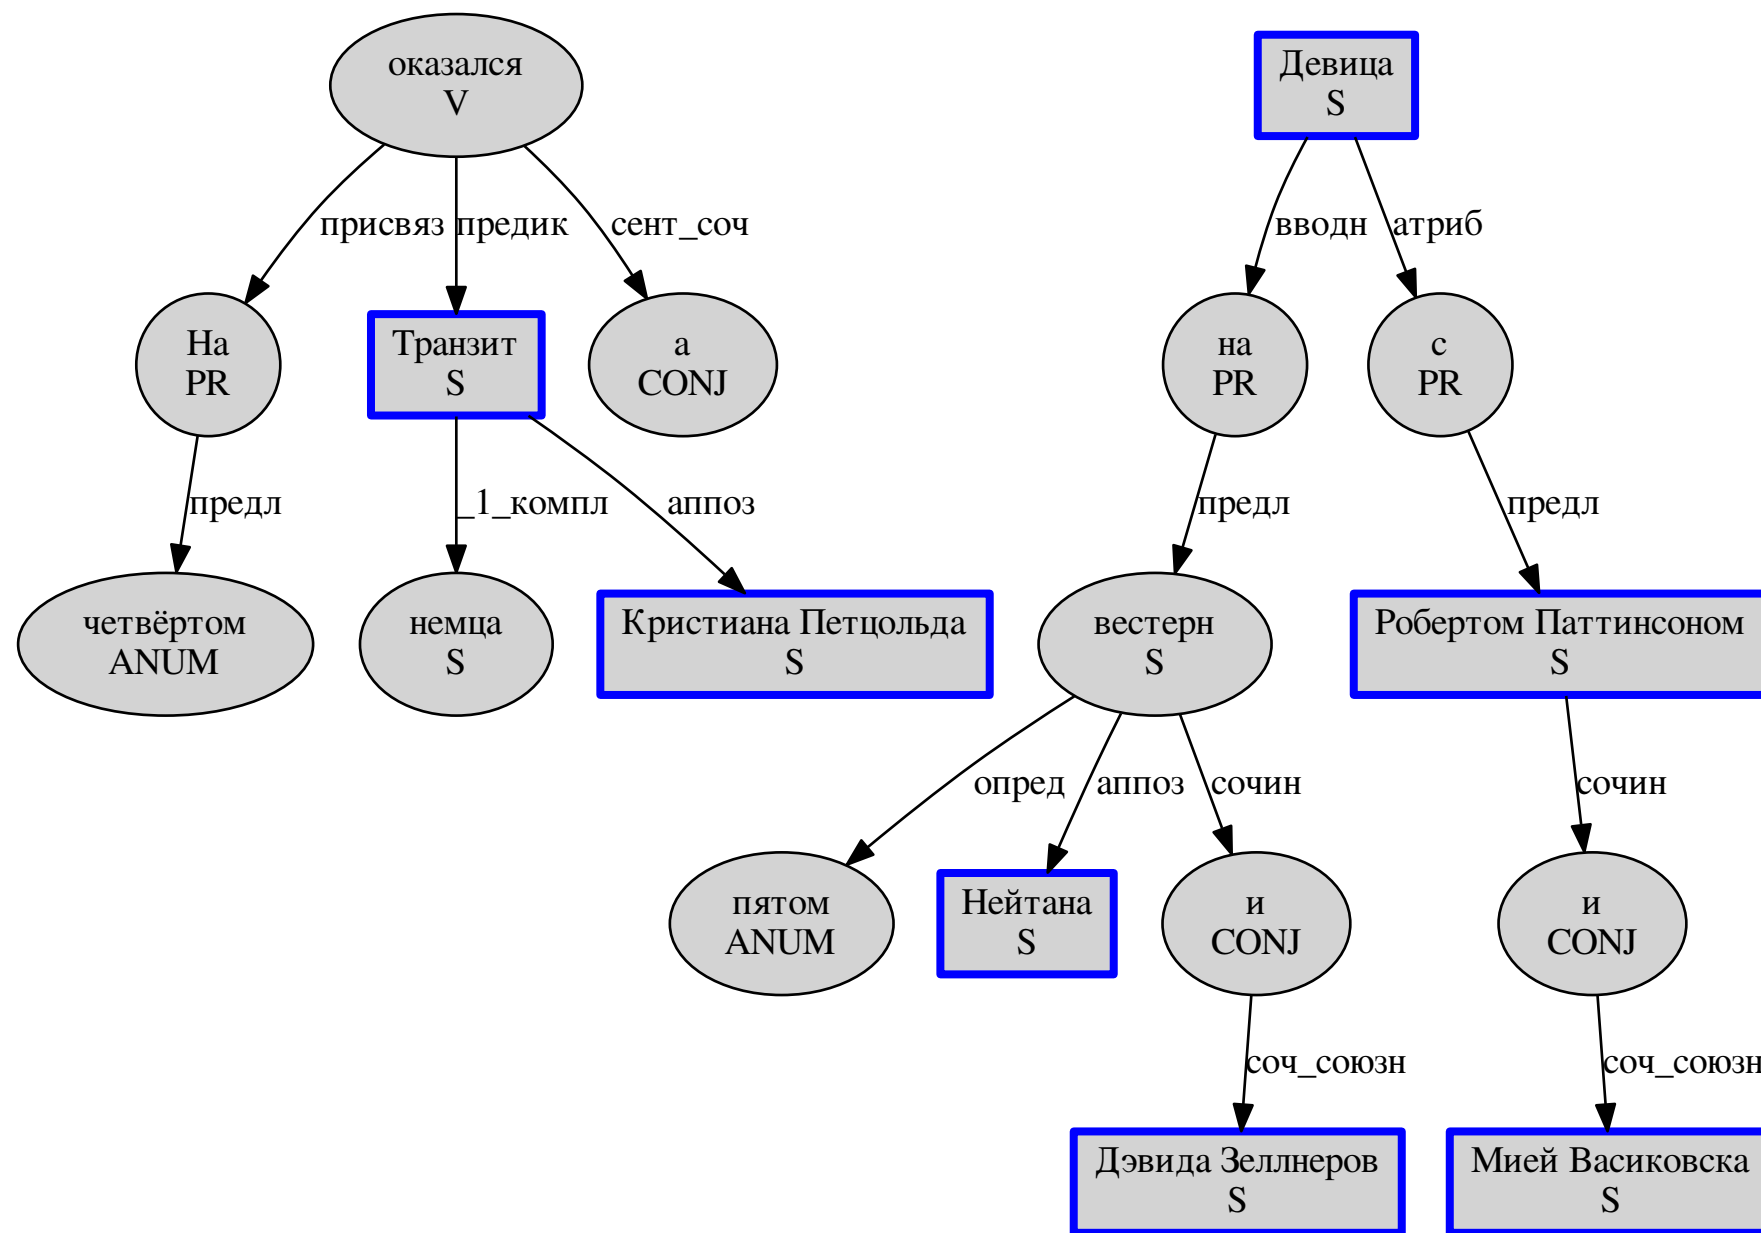 оказался
V
Девица
S
присвяз
предик
сент_соч
вводн
атриб
На
PR
Транзит
S
а
CONJ
на
PR
с
PR
предл
_1_компл
аппоз
предл
предл
четвёртом
ANUM
немца
S
Кристиана Петцольда
S
вестерн
S
Робертом Паттинсоном
S
опред
аппоз
сочин
сочин
пятом
ANUM
Нейтана
S
и
CONJ
и
CONJ
соч_союзн
соч_союзн
Дэвида Зеллнеров
S
Мией Васиковска
S